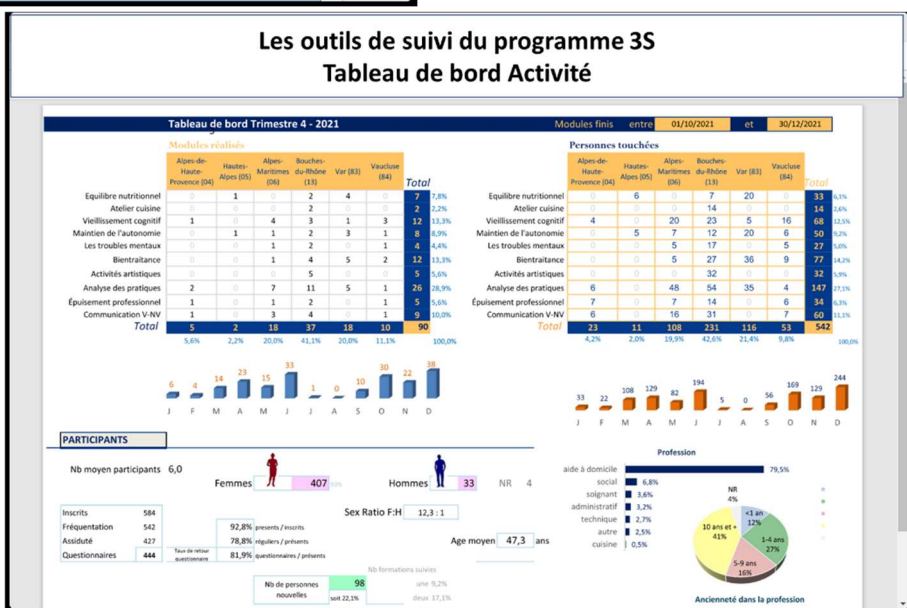 Les outils de suivi du programme 3S
Tableau de bord Activité
Tableau de bord Trimestre 4 - 2021
Modules finis entre 01/10/2021 et 30/12/2021
Modules réalisés
Alpes-de-Haute-Provence (04) Hautes-Alpes (05) Alpes-Maritimes (06) Bouches-du-Rhône (13) Var (83) Vaucluse (84) Total
Equilibre nutritionnel 0 1 0 2 4 0 7 7,8%
Atelier cuisine 0 0 0 2 0 0 2 2,2%
Vieillissement cognitif 1 0 4 3 1 3 12 13,3%
Maintien de l'autonomie 0 1 1 2 3 1 8 8,9%
Les troubles mentaux 0 0 1 2 0 1 4 4,4%
Bientraitance 0 0 1 4 5 2 12 13,3%
Activités artistiques 0 0 0 5 0 0 5 5,6%
Analyse des pratiques 2 0 7 11 5 1 26 28,9%
Épuisement professionnel 1 0 1 2 0 1 5 5,6%
Communication V-NV 1 0 3 4 0 1 9 10,0%
Total 5 2 18 37 18 10 90
5,6% 2,2% 20,0% 41,1% 20,0% 11,1% 100,0%
6 4 14 23 15 33 1 0 10 30 22 38
J F M A M J J A S O N D
Personnes touchées
Alpes-de-Haute-Provence (04) Hautes-Alpes (05) Alpes-Maritimes (06) Bouches-du-Rhône (13) Var (83) Vaucluse (84) Total
Equilibre nutritionnel 0 6 0 7 20 0 33 6,1%
Atelier cuisine 0 0 0 14 0 0 14 2,6%
Vieillissement cognitif 4 0 20 23 5 16 68 12,5%
Maintien de l'autonomie 0 5 7 12 20 6 50 9,2%
Les troubles mentaux 0 0 5 17 0 5 27 5,0%
Bientraitance 0 0 5 27 36 9 77 14,2%
Activités artistiques 0 0 0 32 0 0 32 5,9%
Analyse des pratiques 6 0 48 54 35 4 147 27,1%
Épuisement professionnel 7 0 7 14 0 6 34 6,3%
Communication V-NV 6 0 16 31 0 7 60 11,1%
Total 23 11 108 231 116 53 542
4,2% 2,0% 19,9% 42,6% 21,4% 9,8% 100,0%
33 22 108 129 82 194 5 0 56 169 129 244
J F M A M J J A S O N D
PARTICIPANTS
Nb moyen participants 6,0
Femmes 407
Hommes 33 NR 4
Sex Ratio F:H 12,3 : 1
Inscrits 584
Fréquentation 542 92,8% presents / inscrits
Assiduté 427 78,8% réguliers / présents
Questionnaires 444 Taux de retour questionnaire 81,9% questionnaires / présents
Age moyen 47,3 ans
Nb formations suivies
Nb de personnes nouvelles 98
soit 22,1%
une 9,2%
deux 17,1%
Profession
aide à domicile 79,5%
social 6,8%
soignant 3,6%
administratif 3,2%
technique 2,7%
autre 2,5%
cuisine 0,5%
NR 4%
<1 an 12%
1-4 ans 27%
5-9 ans 16%
10 ans et + 41%
Ancienneté dans la profession